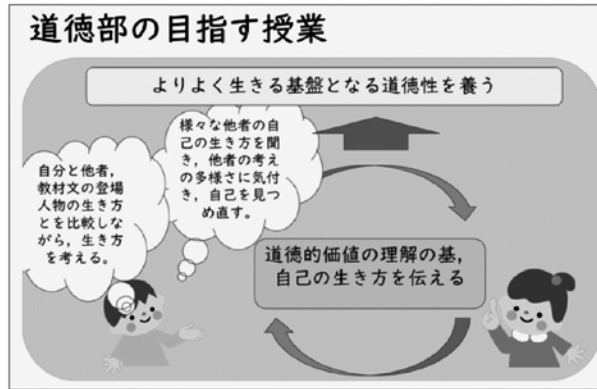 道徳部の目指す授業
よりよく生きる基盤となる道徳性を養う
様々な他者の自
己の生き方を聞
き，他者の考え
の多様さに気付
き，自己を見つ
め直す。
自分と他者，
教材文の登場
人物の生き方
とを比較しな
がら，生き方
を考える。
道徳的価値の理解の基，
自己の生き方を伝える